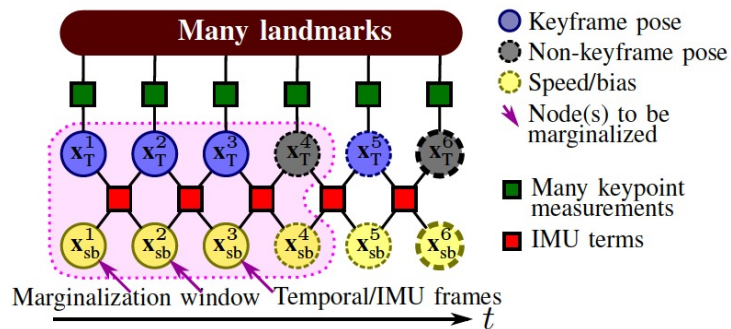 Many landmarks
x_T^1 x_T^2 x_T^3 x_T^4 x_T^5 x_T^6
x_sb^1 x_sb^2 x_sb^3 x_sb^4 x_sb^5 x_sb^6
Marginalization window
Temporal/IMU frames
t
Keyframe pose
Non-keyframe pose
Speed/bias
Node(s) to be
marginalized
Many keypoint
measurements
IMU terms